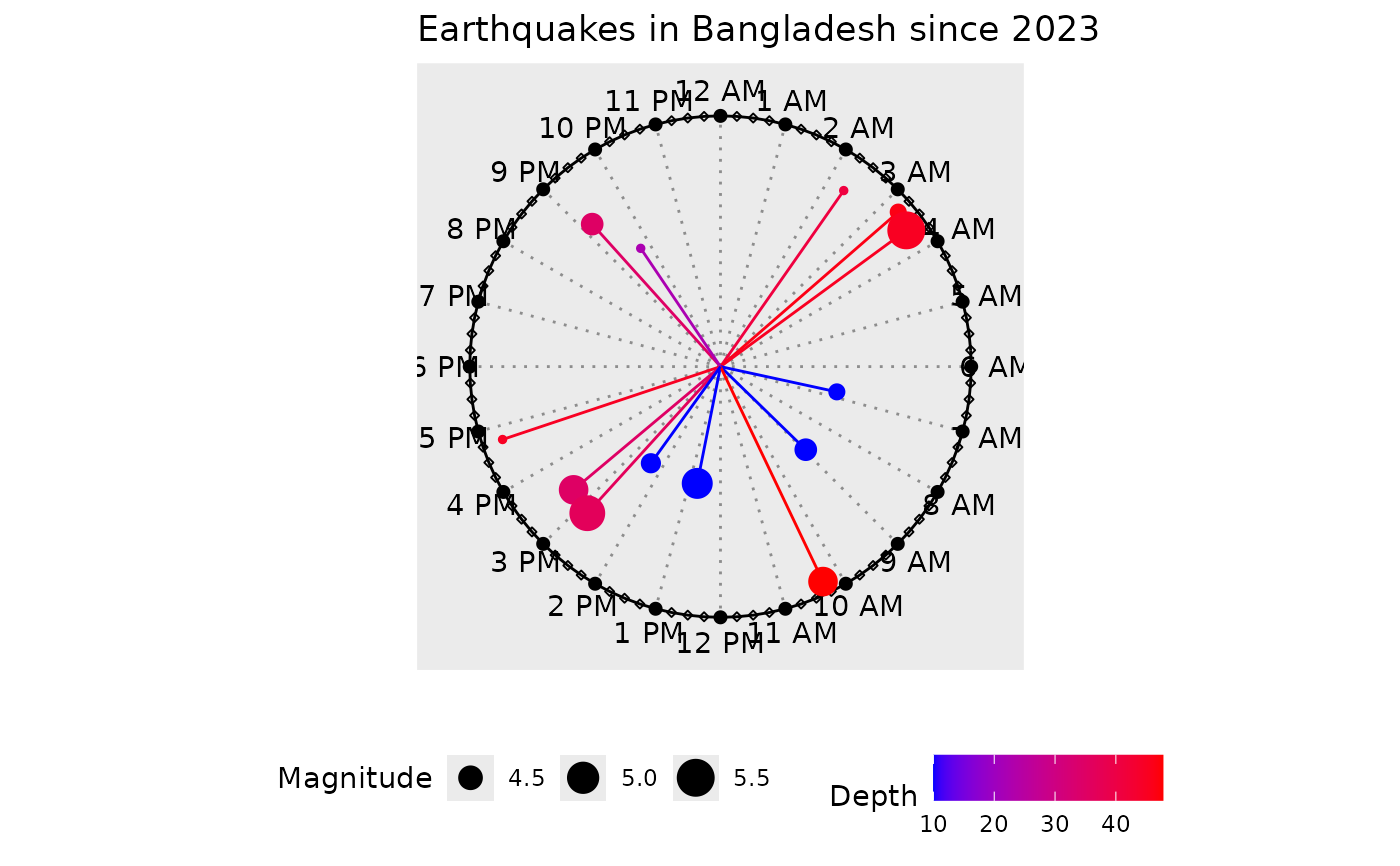 Earthquakes in Bangladesh since 2023
12 AM
11 PM
1 AM
10 PM
2 AM
9 PM
3 AM
8 PM
4 AM
7 PM
AM
6 PM
6 AM
5 PM
AM
4 PM
8 AM
3 PM
9 AM
2 PM
10 AM
1 PM
11 AM
12 PM
Magnitude 4.5 5.0 5.5
Depth
10 20 30 40